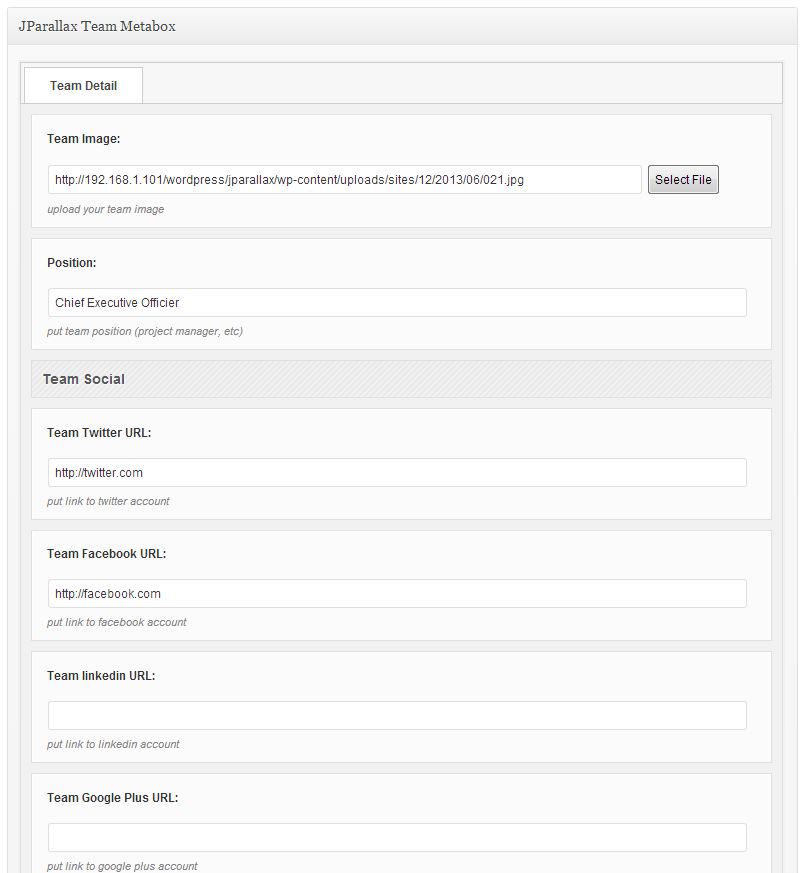 JParallax Team Metabox
Team Detail
Team Image:
http://192.168.1.101/wordpress/jparallax/wp-content/uploads/sites/12/2013/06/021.jpg
Select File
upload your team image
Position:
Chief Executive Officier
put team position (project manager, etc)
Team Social
Team Twitter URL:
http://twitter.com
put link to twitter account
Team Facebook URL:
http://facebook.com
put link to facebook account
Team linkedin URL:
put link to linkedin account
Team Google Plus URL:
put link to google plus account